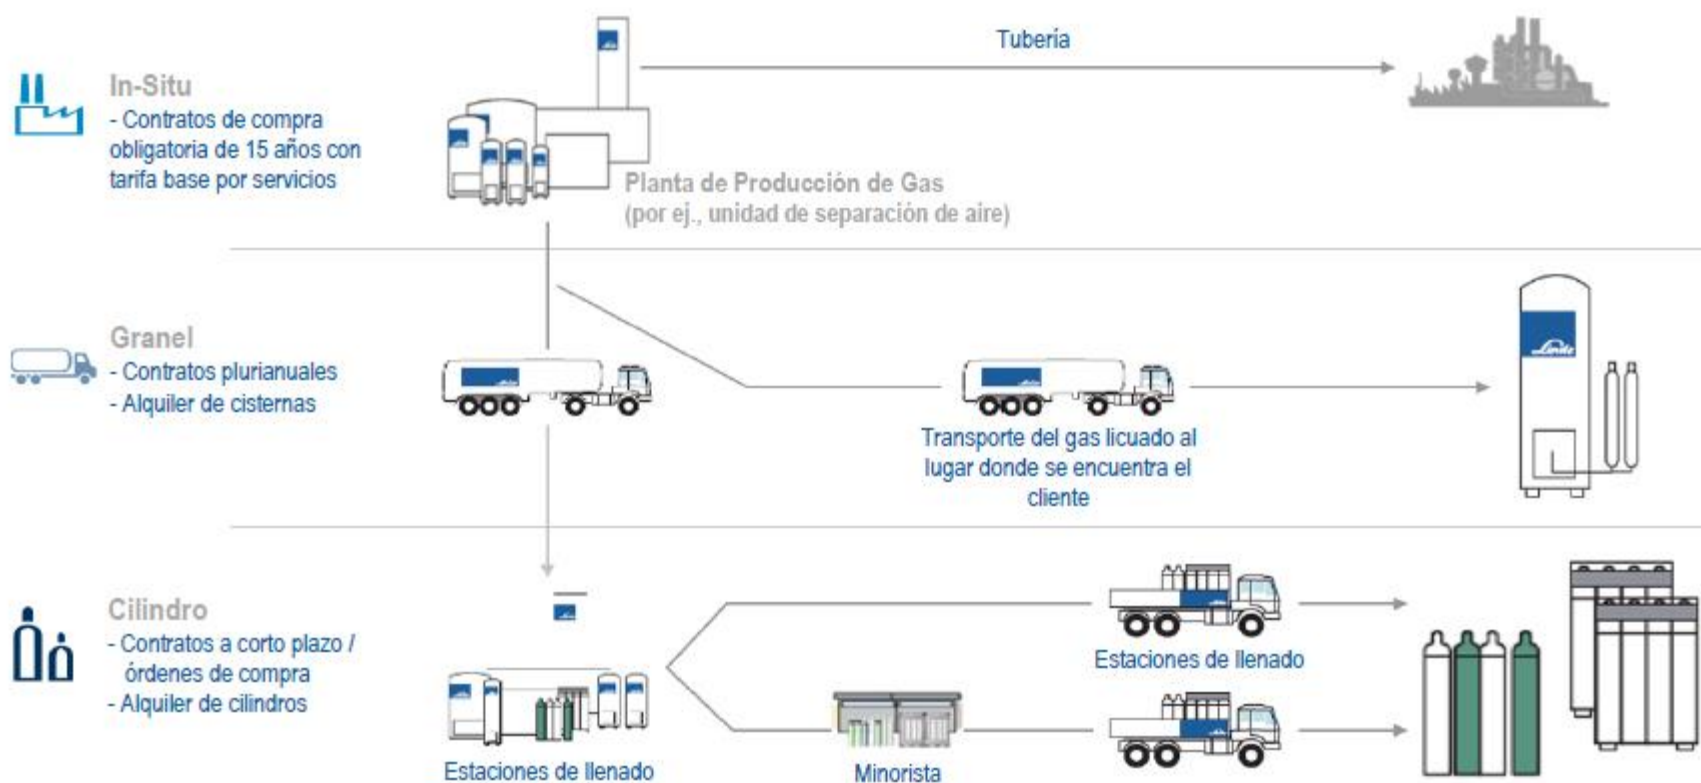 Tubería
In-Situ
- Contratos de compra
obligatoria de 15 años con
tarifa base por servicios
Planta de Producción de Gas
(por ej., unidad de separación de aire)
Granel
- Contratos plurianuales
- Alquiler de cisternas
Linde
Transporte del gas licuado al
lugar donde se encuentra el
cliente
Cilindro
- Contratos a corto plazo /
órdenes de compra
- Alquiler de cilindros
Estaciones de llenado
Estaciones de llenado
Minorista